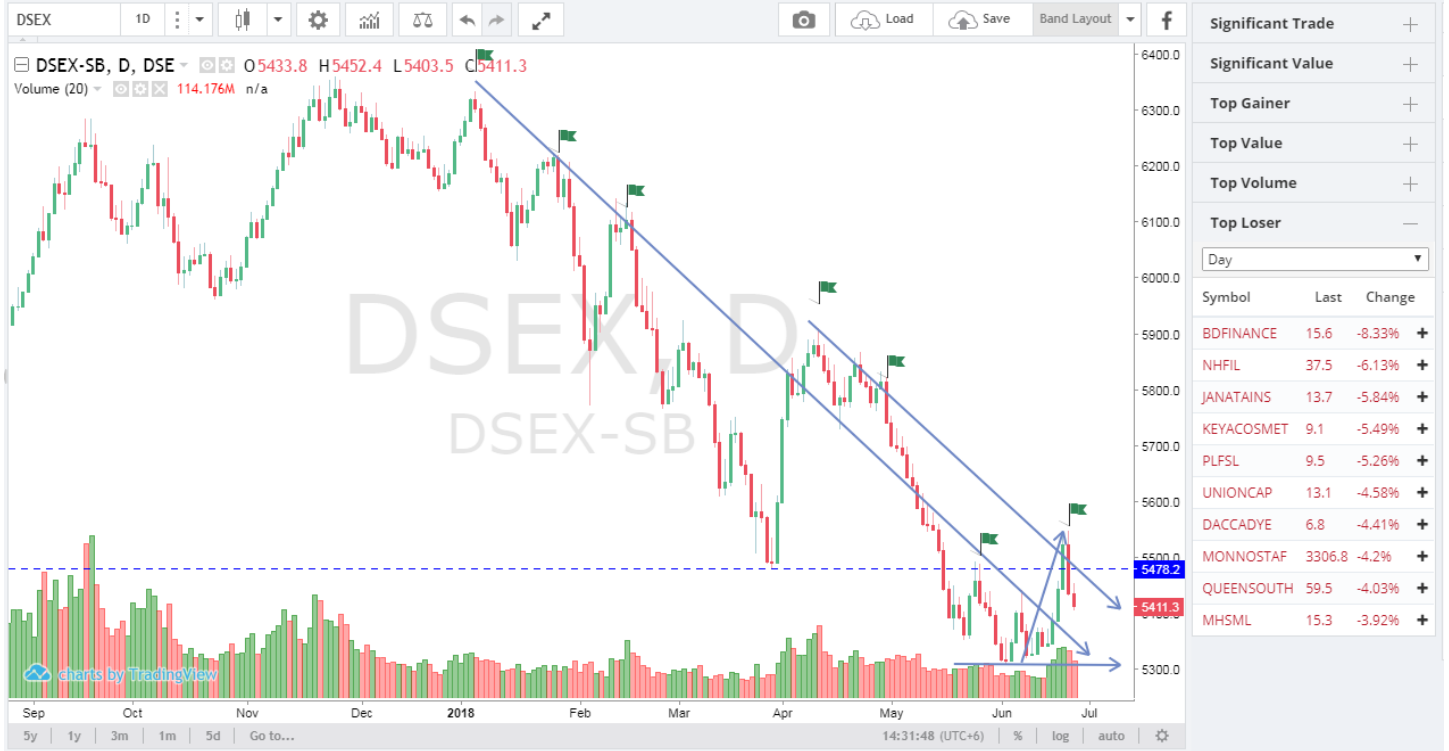 DSEX 1D Load Save Band Layout
DSEX-SB, D, DSE O5433.8 H5452.4 L5403.5 C5411.3
Volume (20) 114.176M n/a
DSEX, D
DSEX-SB
6400.0
6300.0
6200.0
6100.0
6000.0
5900.0
5800.0
5700.0
5600.0
5500.0
5478.2
5411.3
5400.0
5300.0
charts by TradingView
Sep Oct Nov Dec 2018 Feb Mar Apr May Jun Jul
5y 1y 3m 1m 5d Go to... 14:31:48 (UTC+6) % log auto
Significant Trade
Significant Value
Top Gainer
Top Value
Top Volume
Top Loser
Day
Symbol Last Change
BDFINANCE 15.6 -8.33%
NHFIL 37.5 -6.13%
JANATAINS 13.7 -5.84%
KEYACOSMET 9.1 -5.49%
PLFSL 9.5 -5.26%
UNIONCAP 13.1 -4.58%
DACCADYE 6.8 -4.41%
MONNOSTAF 3306.8 -4.2%
QUEENSOUTH 59.5 -4.03%
MHSML 15.3 -3.92%